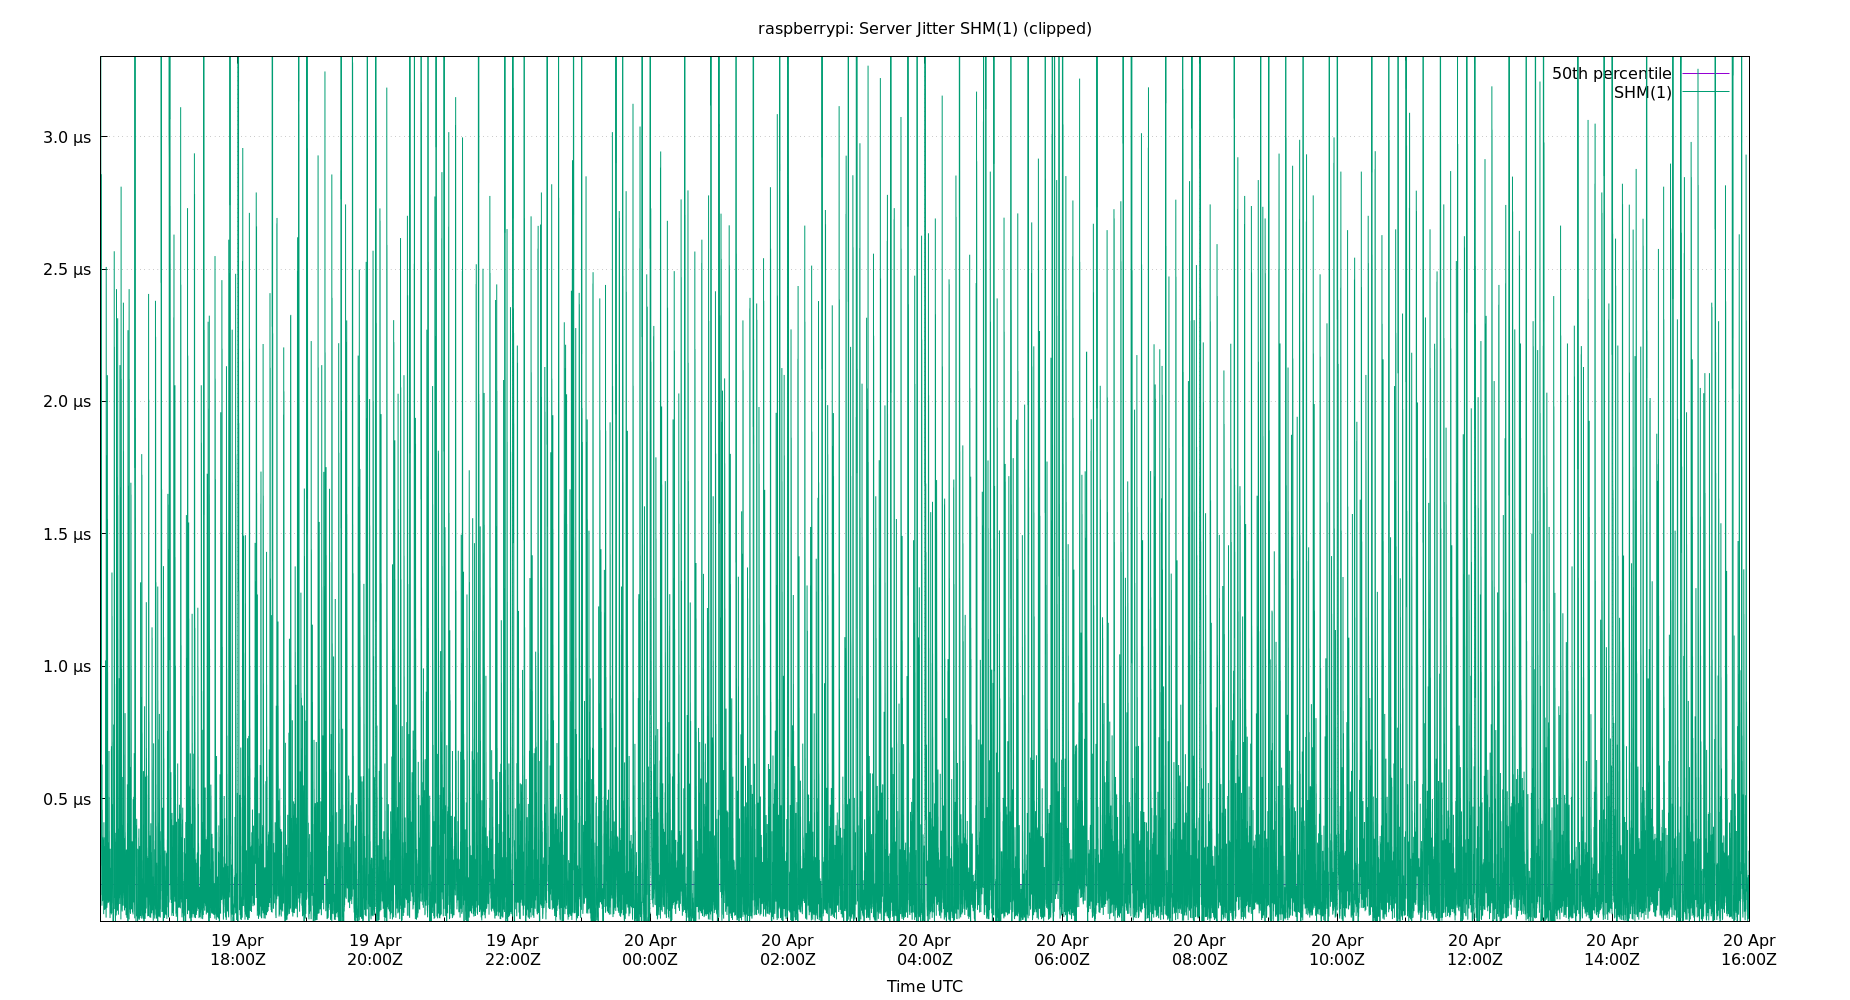 raspberrypi: Server Jitter SHM(1) (clipped)
50th percentile
SHM(1)
3.0 μs
2.5 μs
2.0 μs
1.5 μs
1.0 μs
0.5 μs
19 Apr 19 Apr 19 Apr 20 Apr 20 Apr 20 Apr 20 Apr 20 Apr 20 Apr 20 Apr 20 Apr 20 Apr
18:00Z 20:00Z 22:00Z 00:00Z 02:00Z 04:00Z 06:00Z 08:00Z 10:00Z 12:00Z 14:00Z 16:00Z
Time UTC